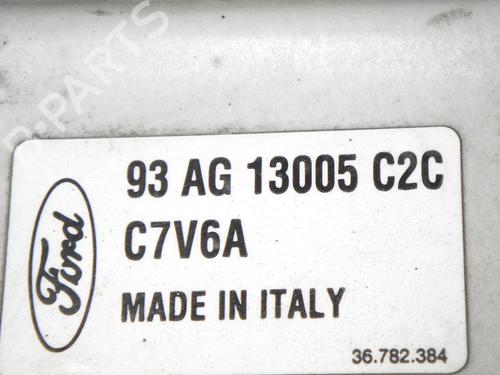 B-PARTS
93 AG 13005 C2C
C7V6A
Ford
MADE IN ITALY
36.782.384